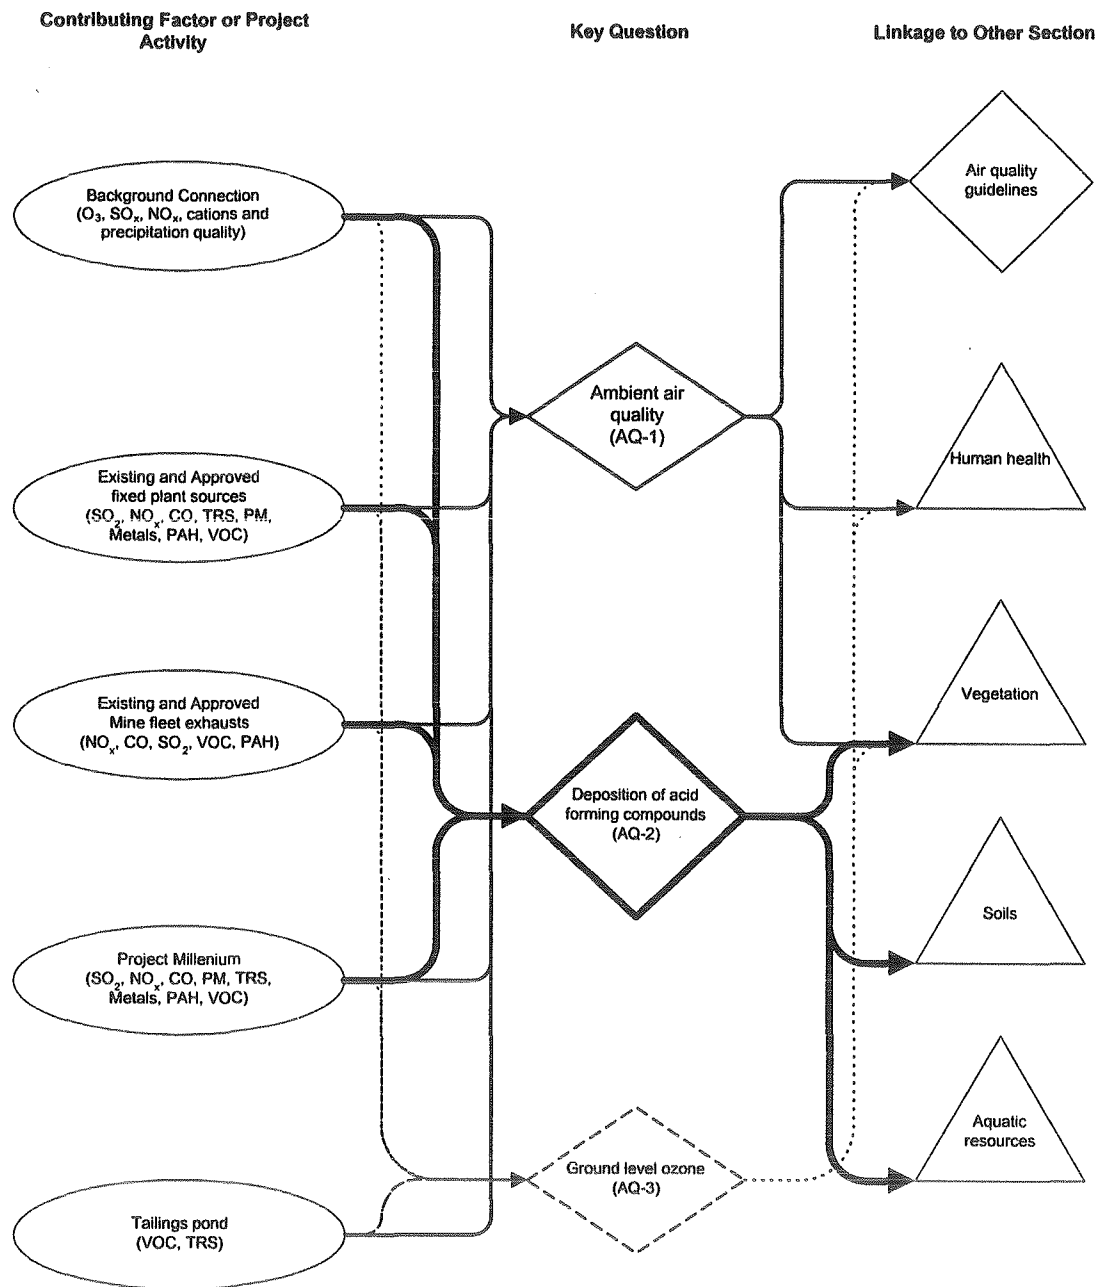 Contributing Factor or Project
Activity
Key Question
Linkage to Other Section
Background Connection
(O₃, SOₓ, NOₓ, cations and
precipitation quality)
Existing and Approved
fixed plant sources
(SO₂, NOₓ, CO, TRS, PM,
Metals, PAH, VOC)
Existing and Approved
Mine fleet exhausts
(NOₓ, CO, SO₂, VOC, PAH)
Project Millenium
(SO₂, NOₓ, CO, PM, TRS,
Metals, PAH, VOC)
Tailings pond
(VOC, TRS)
Ambient air
quality
(AQ-1)
Deposition of acid
forming compounds
(AQ-2)
Ground level ozone
(AQ-3)
Air quality
guidelines
Human health
Vegetation
Soils
Aquatic
resources